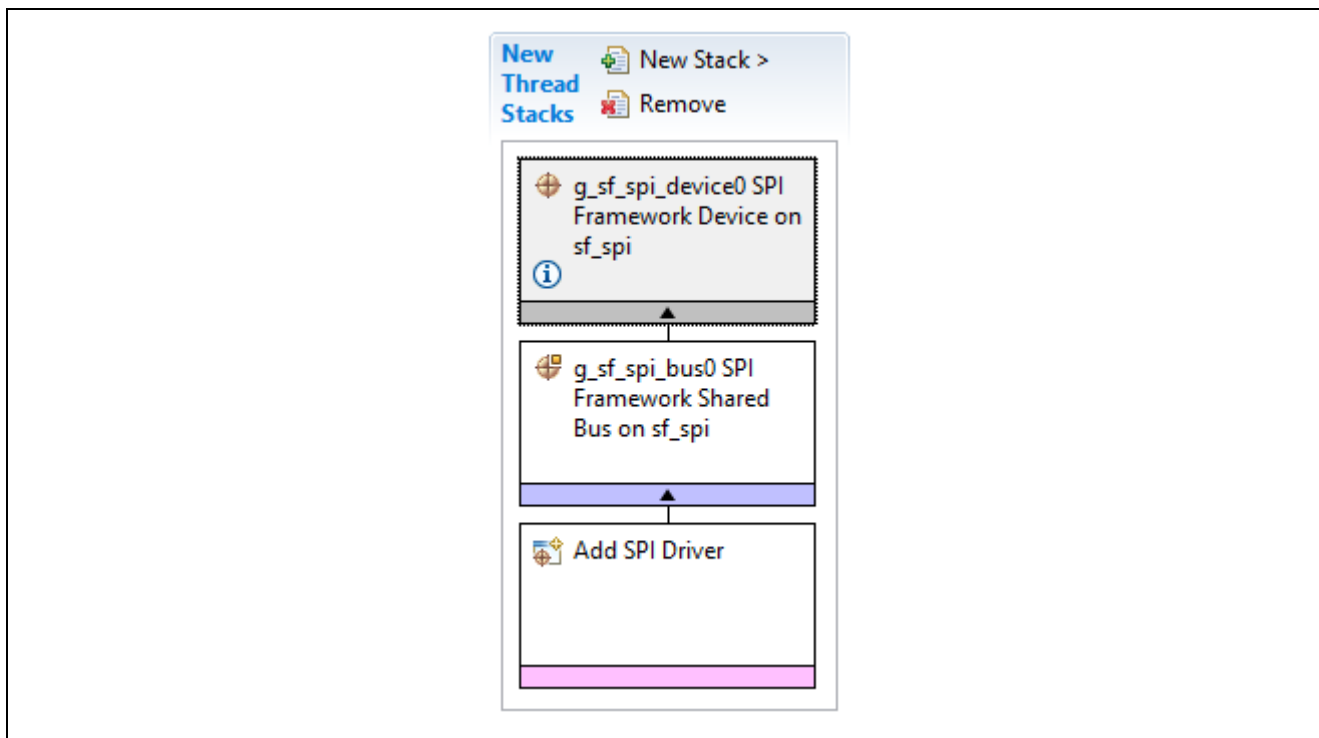 New
Thread
Stacks
New Stack >
Remove
g_sf_spi_device0 SPI
Framework Device on
sf_spi
g_sf_spi_bus0 SPI
Framework Shared
Bus on sf_spi
Add SPI Driver